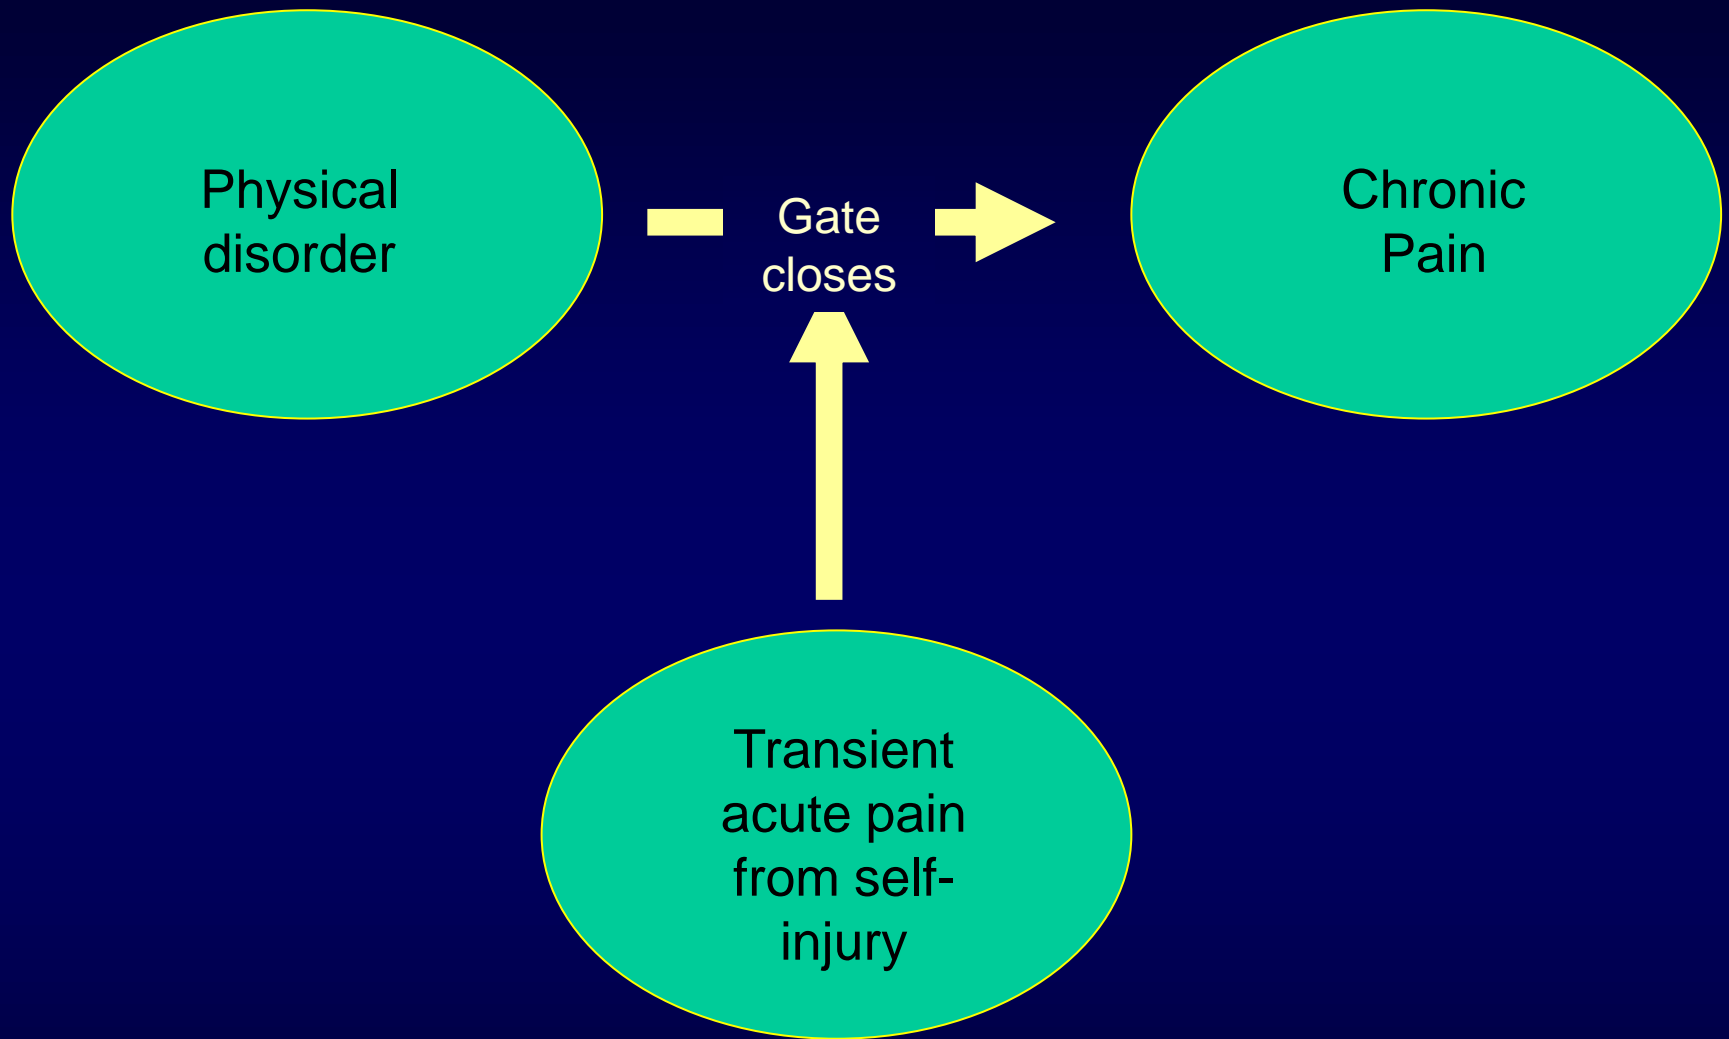 Physical
disorder
Gate
closes
Chronic
Pain
Transient
acute pain
from self-
injury